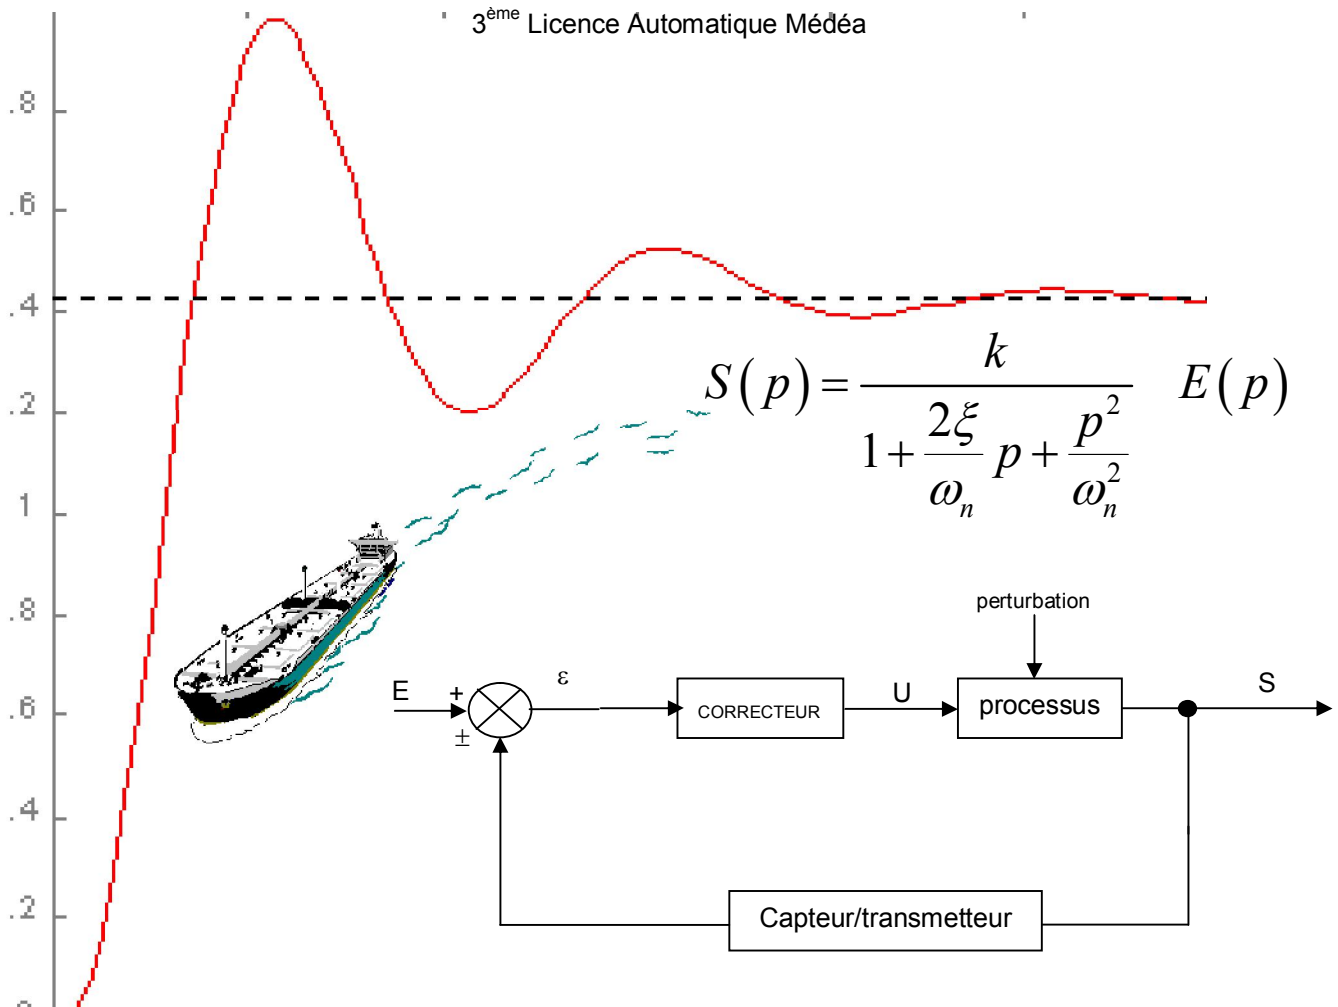 3ème Licence Automatique Médéa
.8
.6
.4
.2
1
.8
.6
.4
.2
S(p) = k / (1 + (2ξ/ωn) p + p²/ωn²) E(p)
perturbation
E
+
±
ε
CORRECTEUR
U
processus
S
Capteur/transmetteur